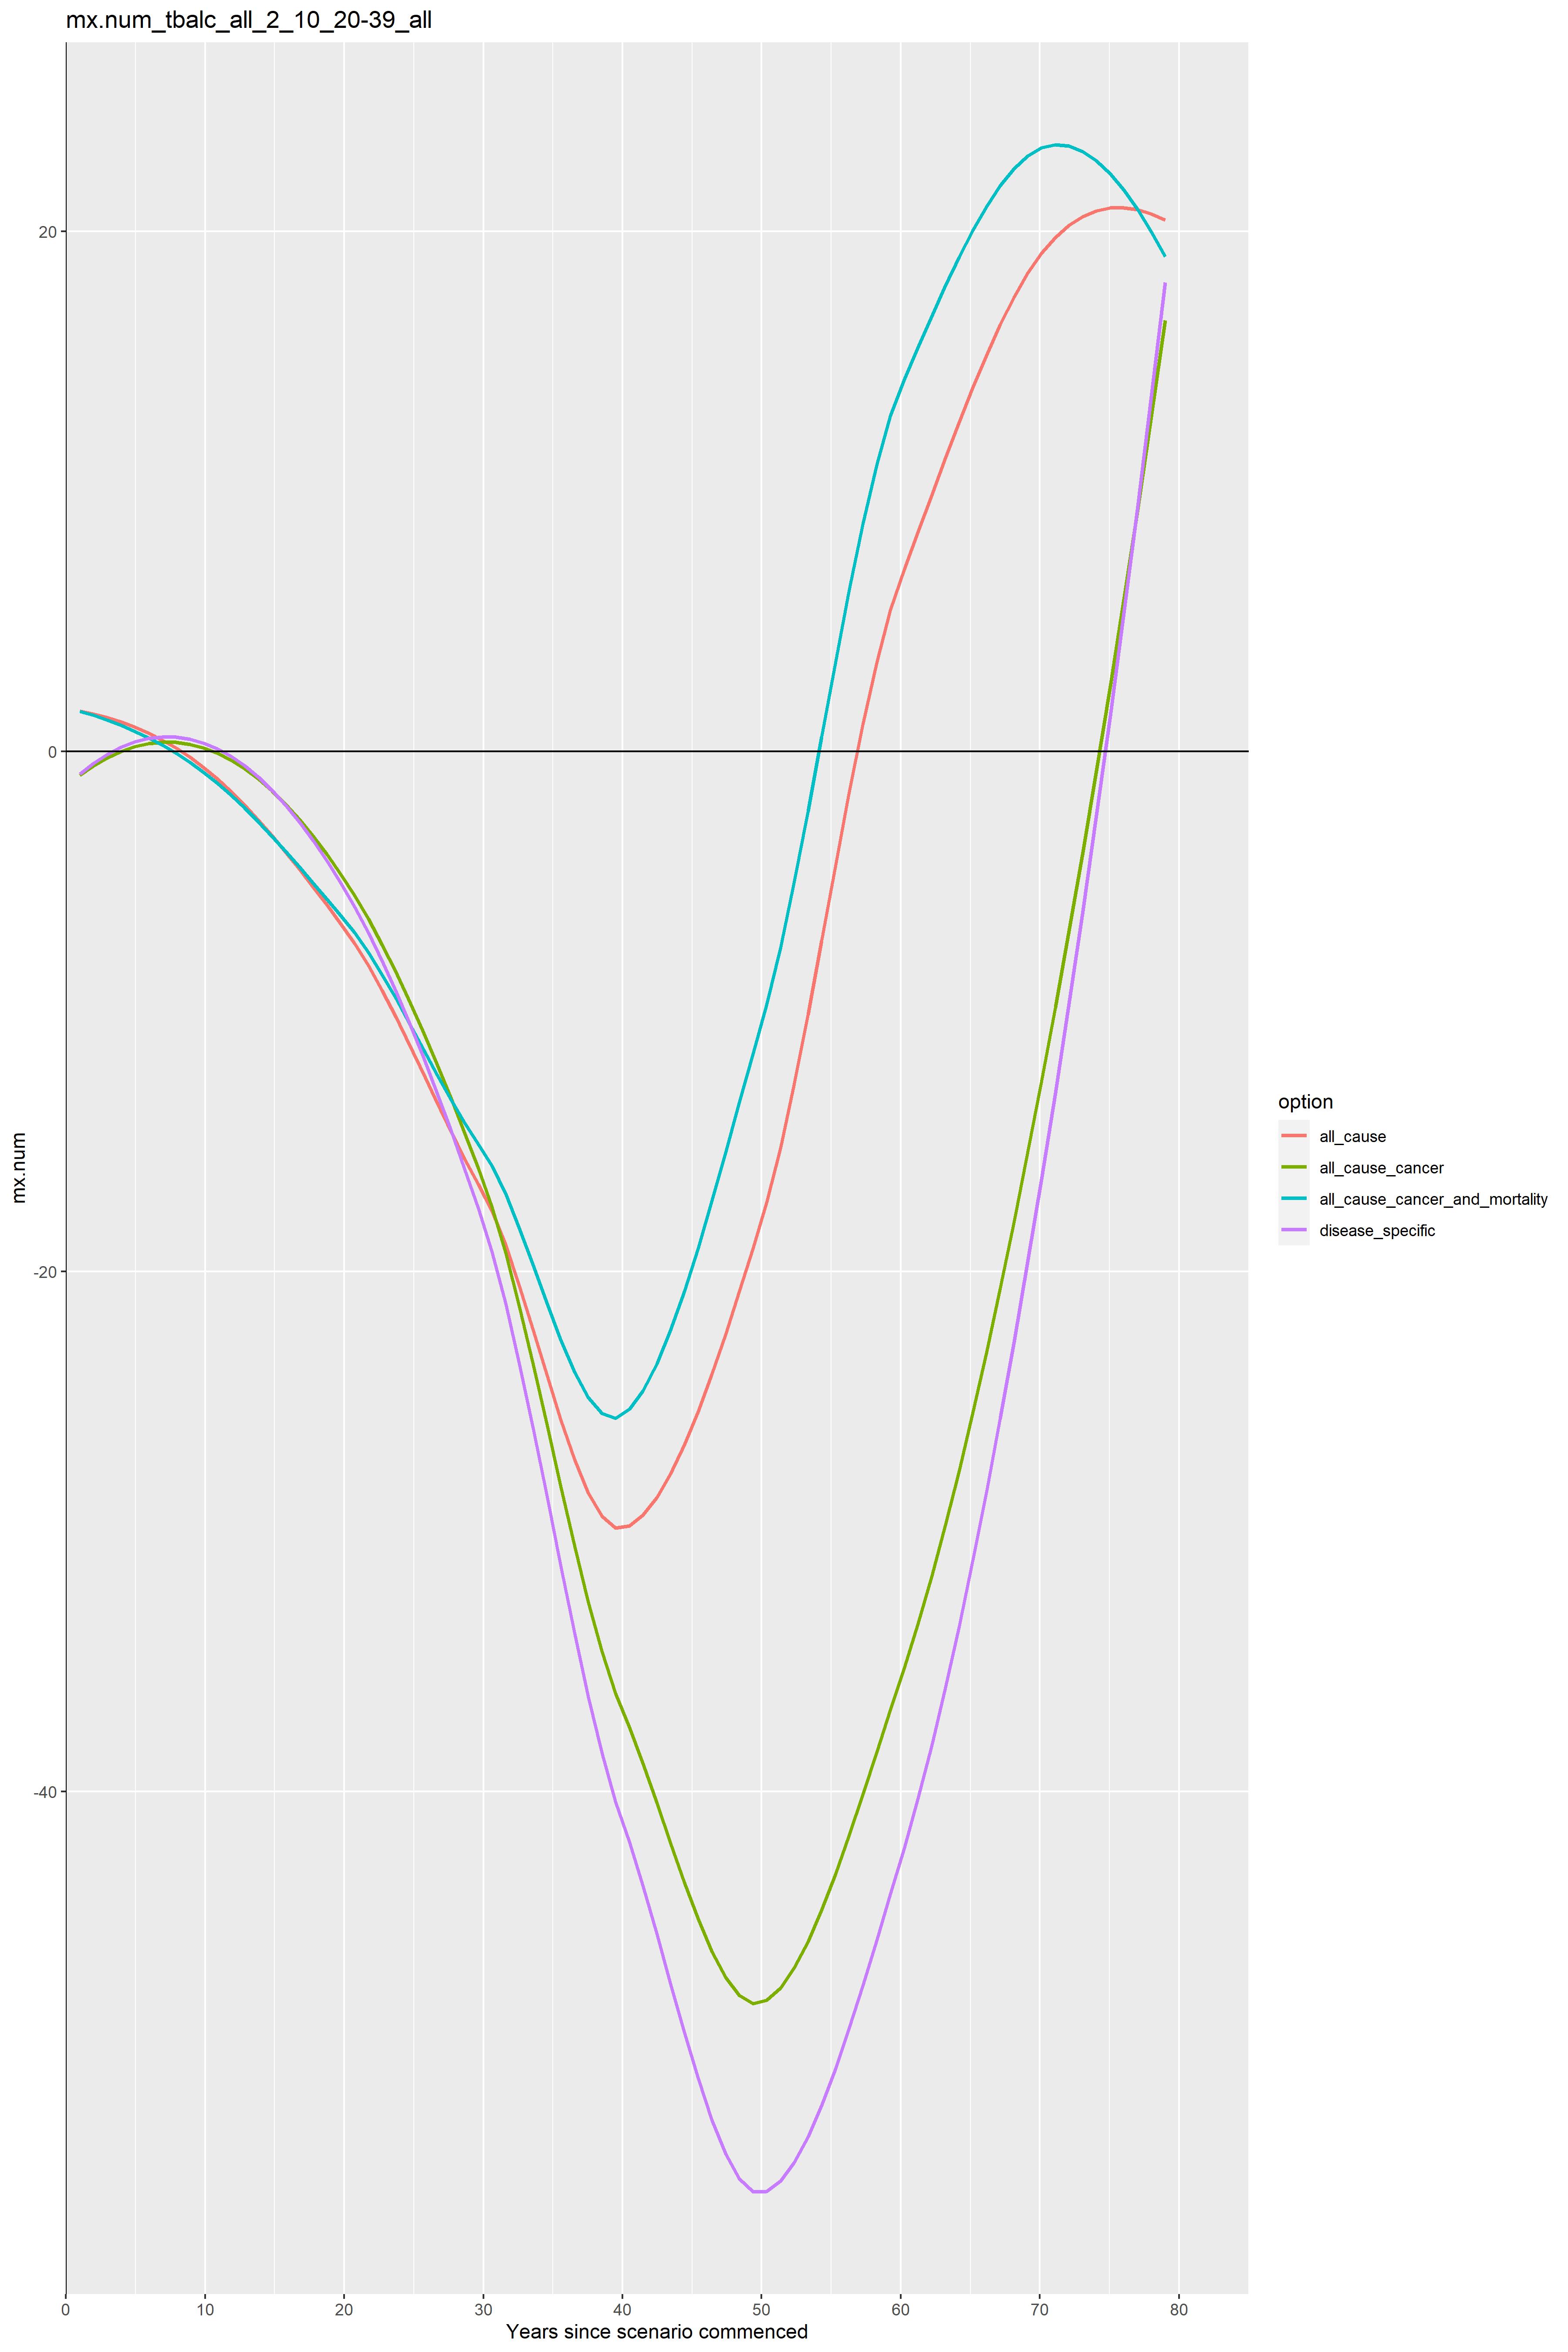 mx.num_tbalc_all_2_10_20-39_all
20
0
-20
-40
mx.num
0 10 20 30 40 50 60 70 80
Years since scenario commenced
option
all_cause
all_cause_cancer
all_cause_cancer_and_mortality
disease_specific